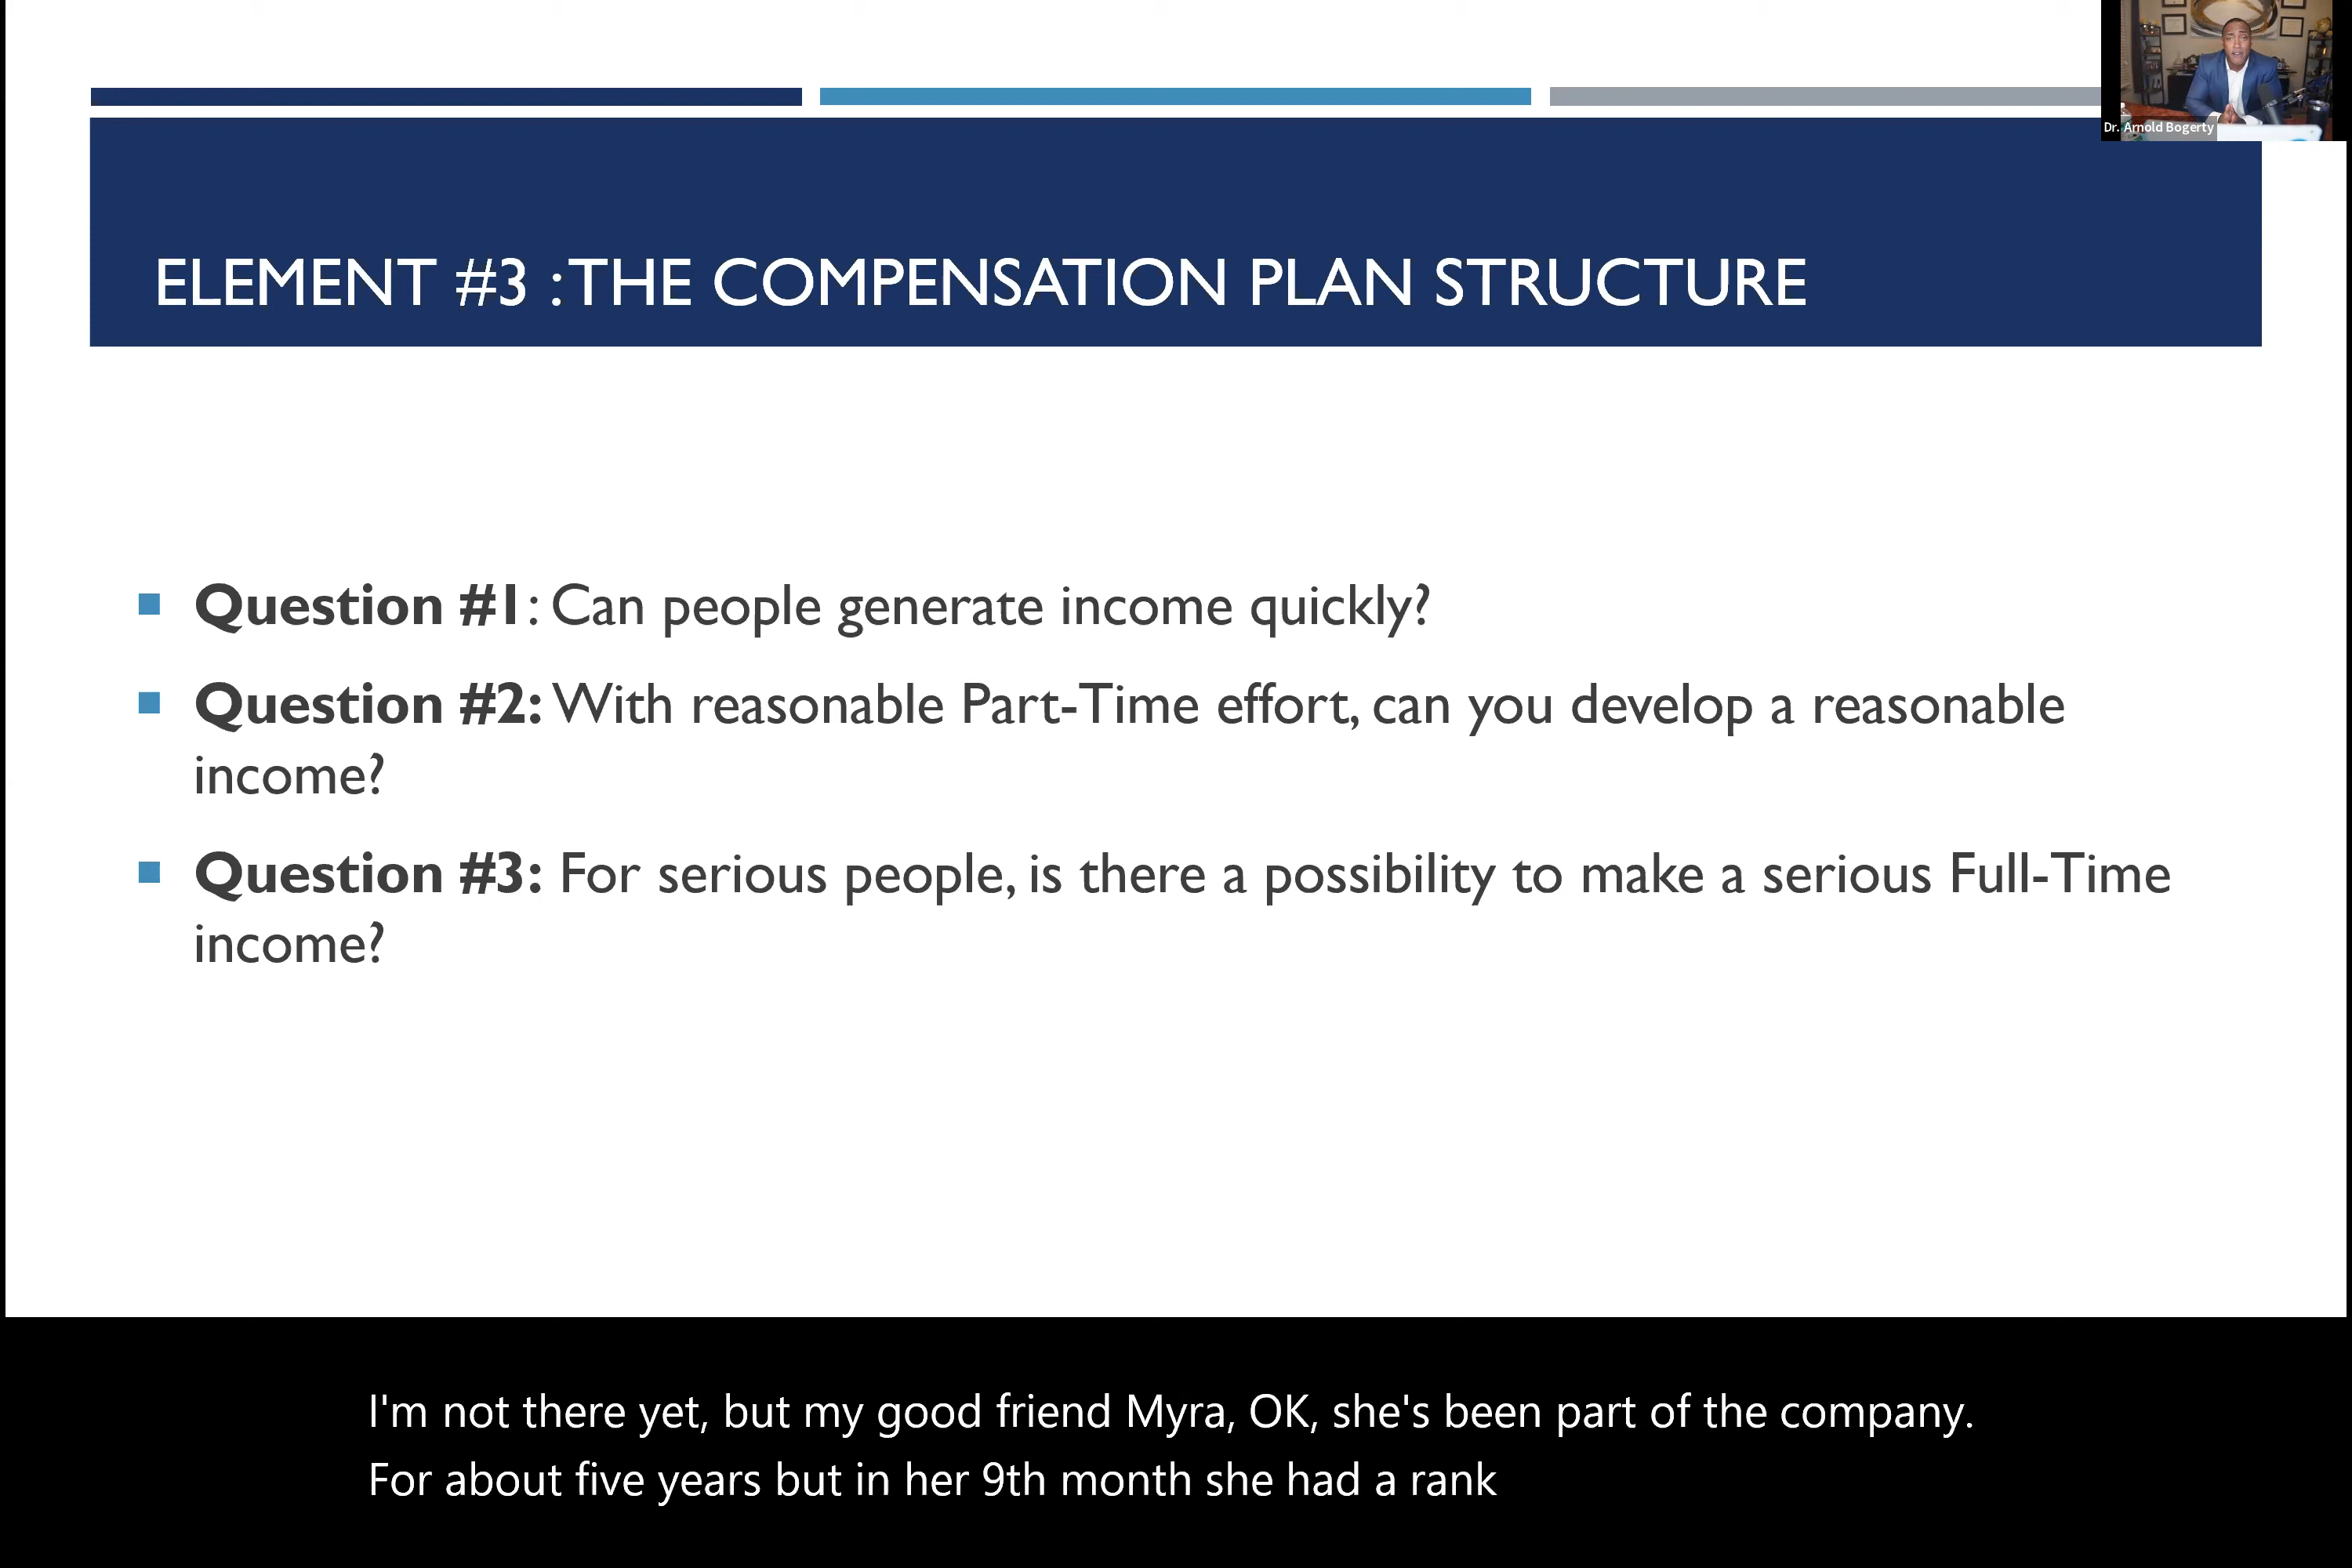 Dr. Arnold Bogerty
ELEMENT #3 : THE COMPENSATION PLAN STRUCTURE
Question #1: Can people generate income quickly?
Question #2: With reasonable Part-Time effort, can you develop a reasonable
income?
Question #3: For serious people, is there a possibility to make a serious Full-Time
income?
I'm not there yet, but my good friend Myra, OK, she's been part of the company.
For about five years but in her 9th month she had a rank